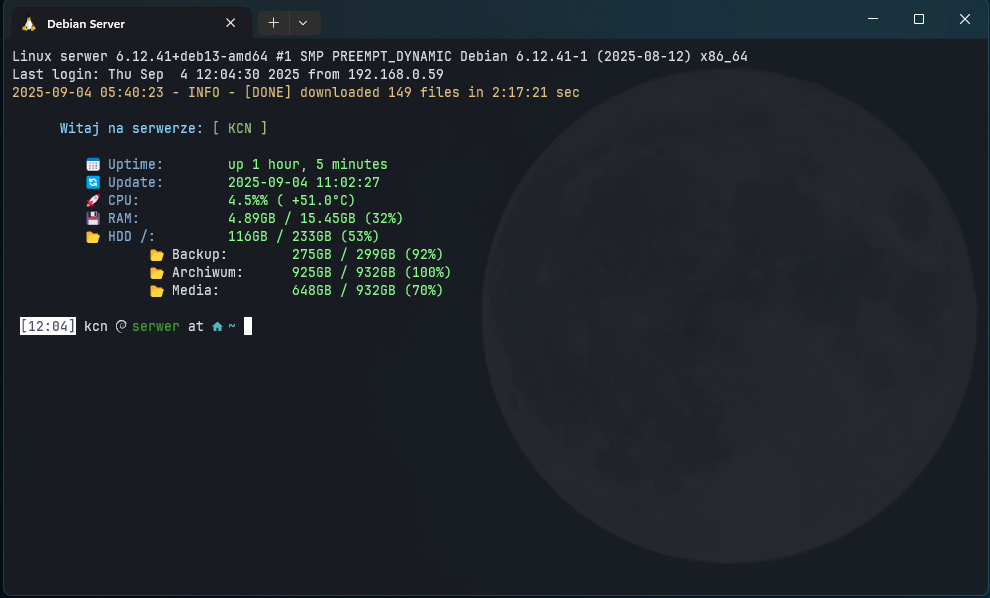 Debian Server
Linux serwer 6.12.41+deb13-amd64 #1 SMP PREEMPT_DYNAMIC Debian 6.12.41-1 (2025-08-12) x86_64
Last login: Thu Sep  4 12:04:30 2025 from 192.168.0.59
2025-09-04 05:40:23 - INFO - [DONE] downloaded 149 files in 2:17:21 sec
Witaj na serwerze: [ KCN ]
Uptime: up 1 hour, 5 minutes
Update: 2025-09-04 11:02:27
CPU: 4.5%% ( +51.0°C)
RAM: 4.89GB / 15.45GB (32%)
HDD /: 116GB / 233GB (53%)
Backup: 275GB / 299GB (92%)
Archiwum: 925GB / 932GB (100%)
Media: 648GB / 932GB (70%)
[12:04] kcn serwer at ~